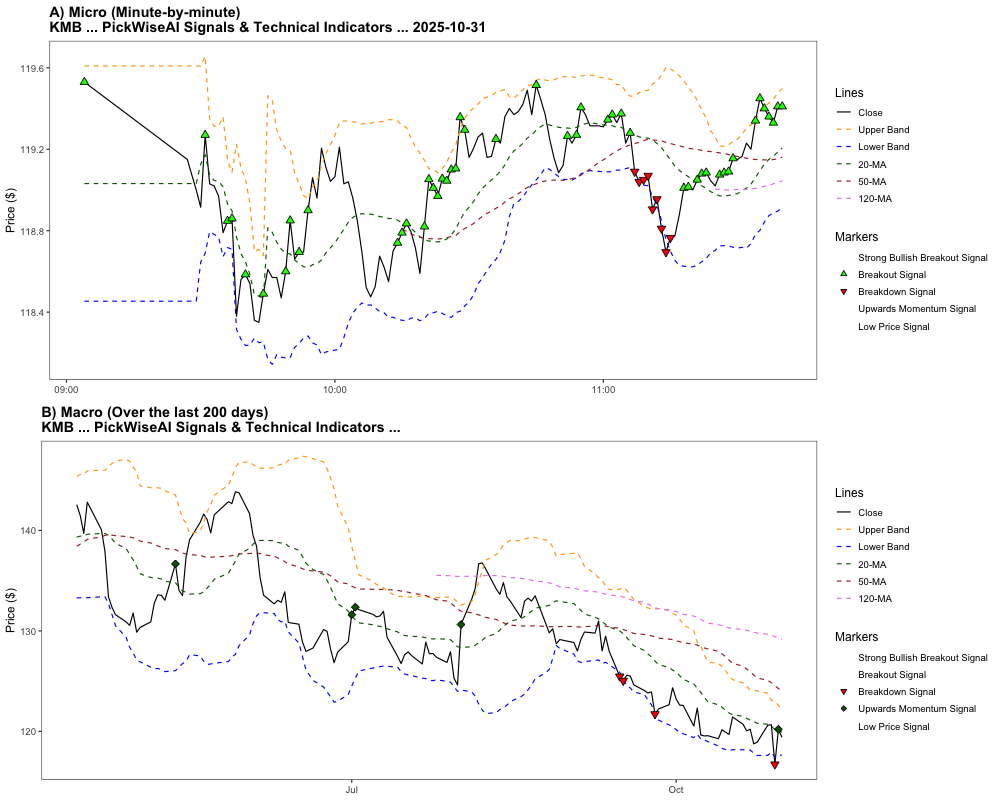 A) Micro (Minute-by-minute)
KMB ... PickWiseAI Signals & Technical Indicators ... 2025-10-31
Price ($)
119.6
119.2
118.8
118.4
09:00
10:00
11:00
Lines
Close
Upper Band
Lower Band
20-MA
50-MA
120-MA
Markers
Strong Bullish Breakout Signal
Breakout Signal
Breakdown Signal
Upwards Momentum Signal
Low Price Signal
B) Macro (Over the last 200 days)
KMB ... PickWiseAI Signals & Technical Indicators ...
Price ($)
140
130
120
Jul
Oct
Lines
Close
Upper Band
Lower Band
20-MA
50-MA
120-MA
Markers
Strong Bullish Breakout Signal
Breakout Signal
Breakdown Signal
Upwards Momentum Signal
Low Price Signal